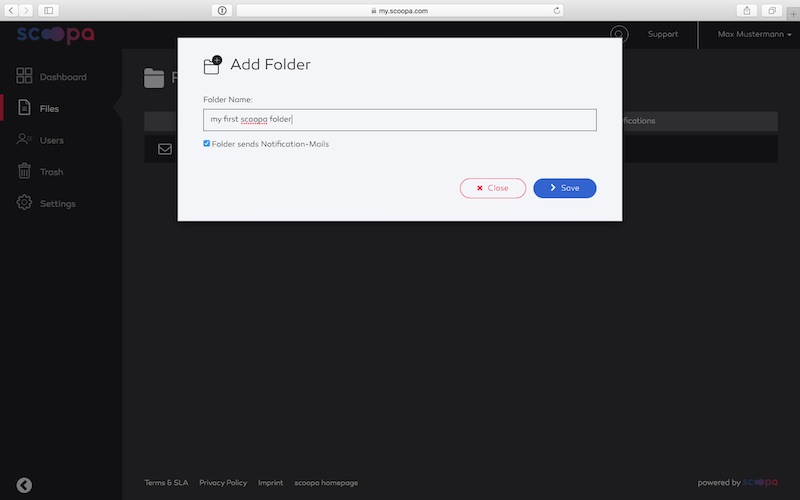 my.scoopa.com
scoopa
Support
Max Mustermann
Dashboard
Files
Users
Trash
Settings
Add Folder
Folder Name:
my first scoopa folder
Folder sends Notification-Mails
Close
Save
Terms & SLA
Privacy Policy
Imprint
scoopa homepage
powered by scoopa